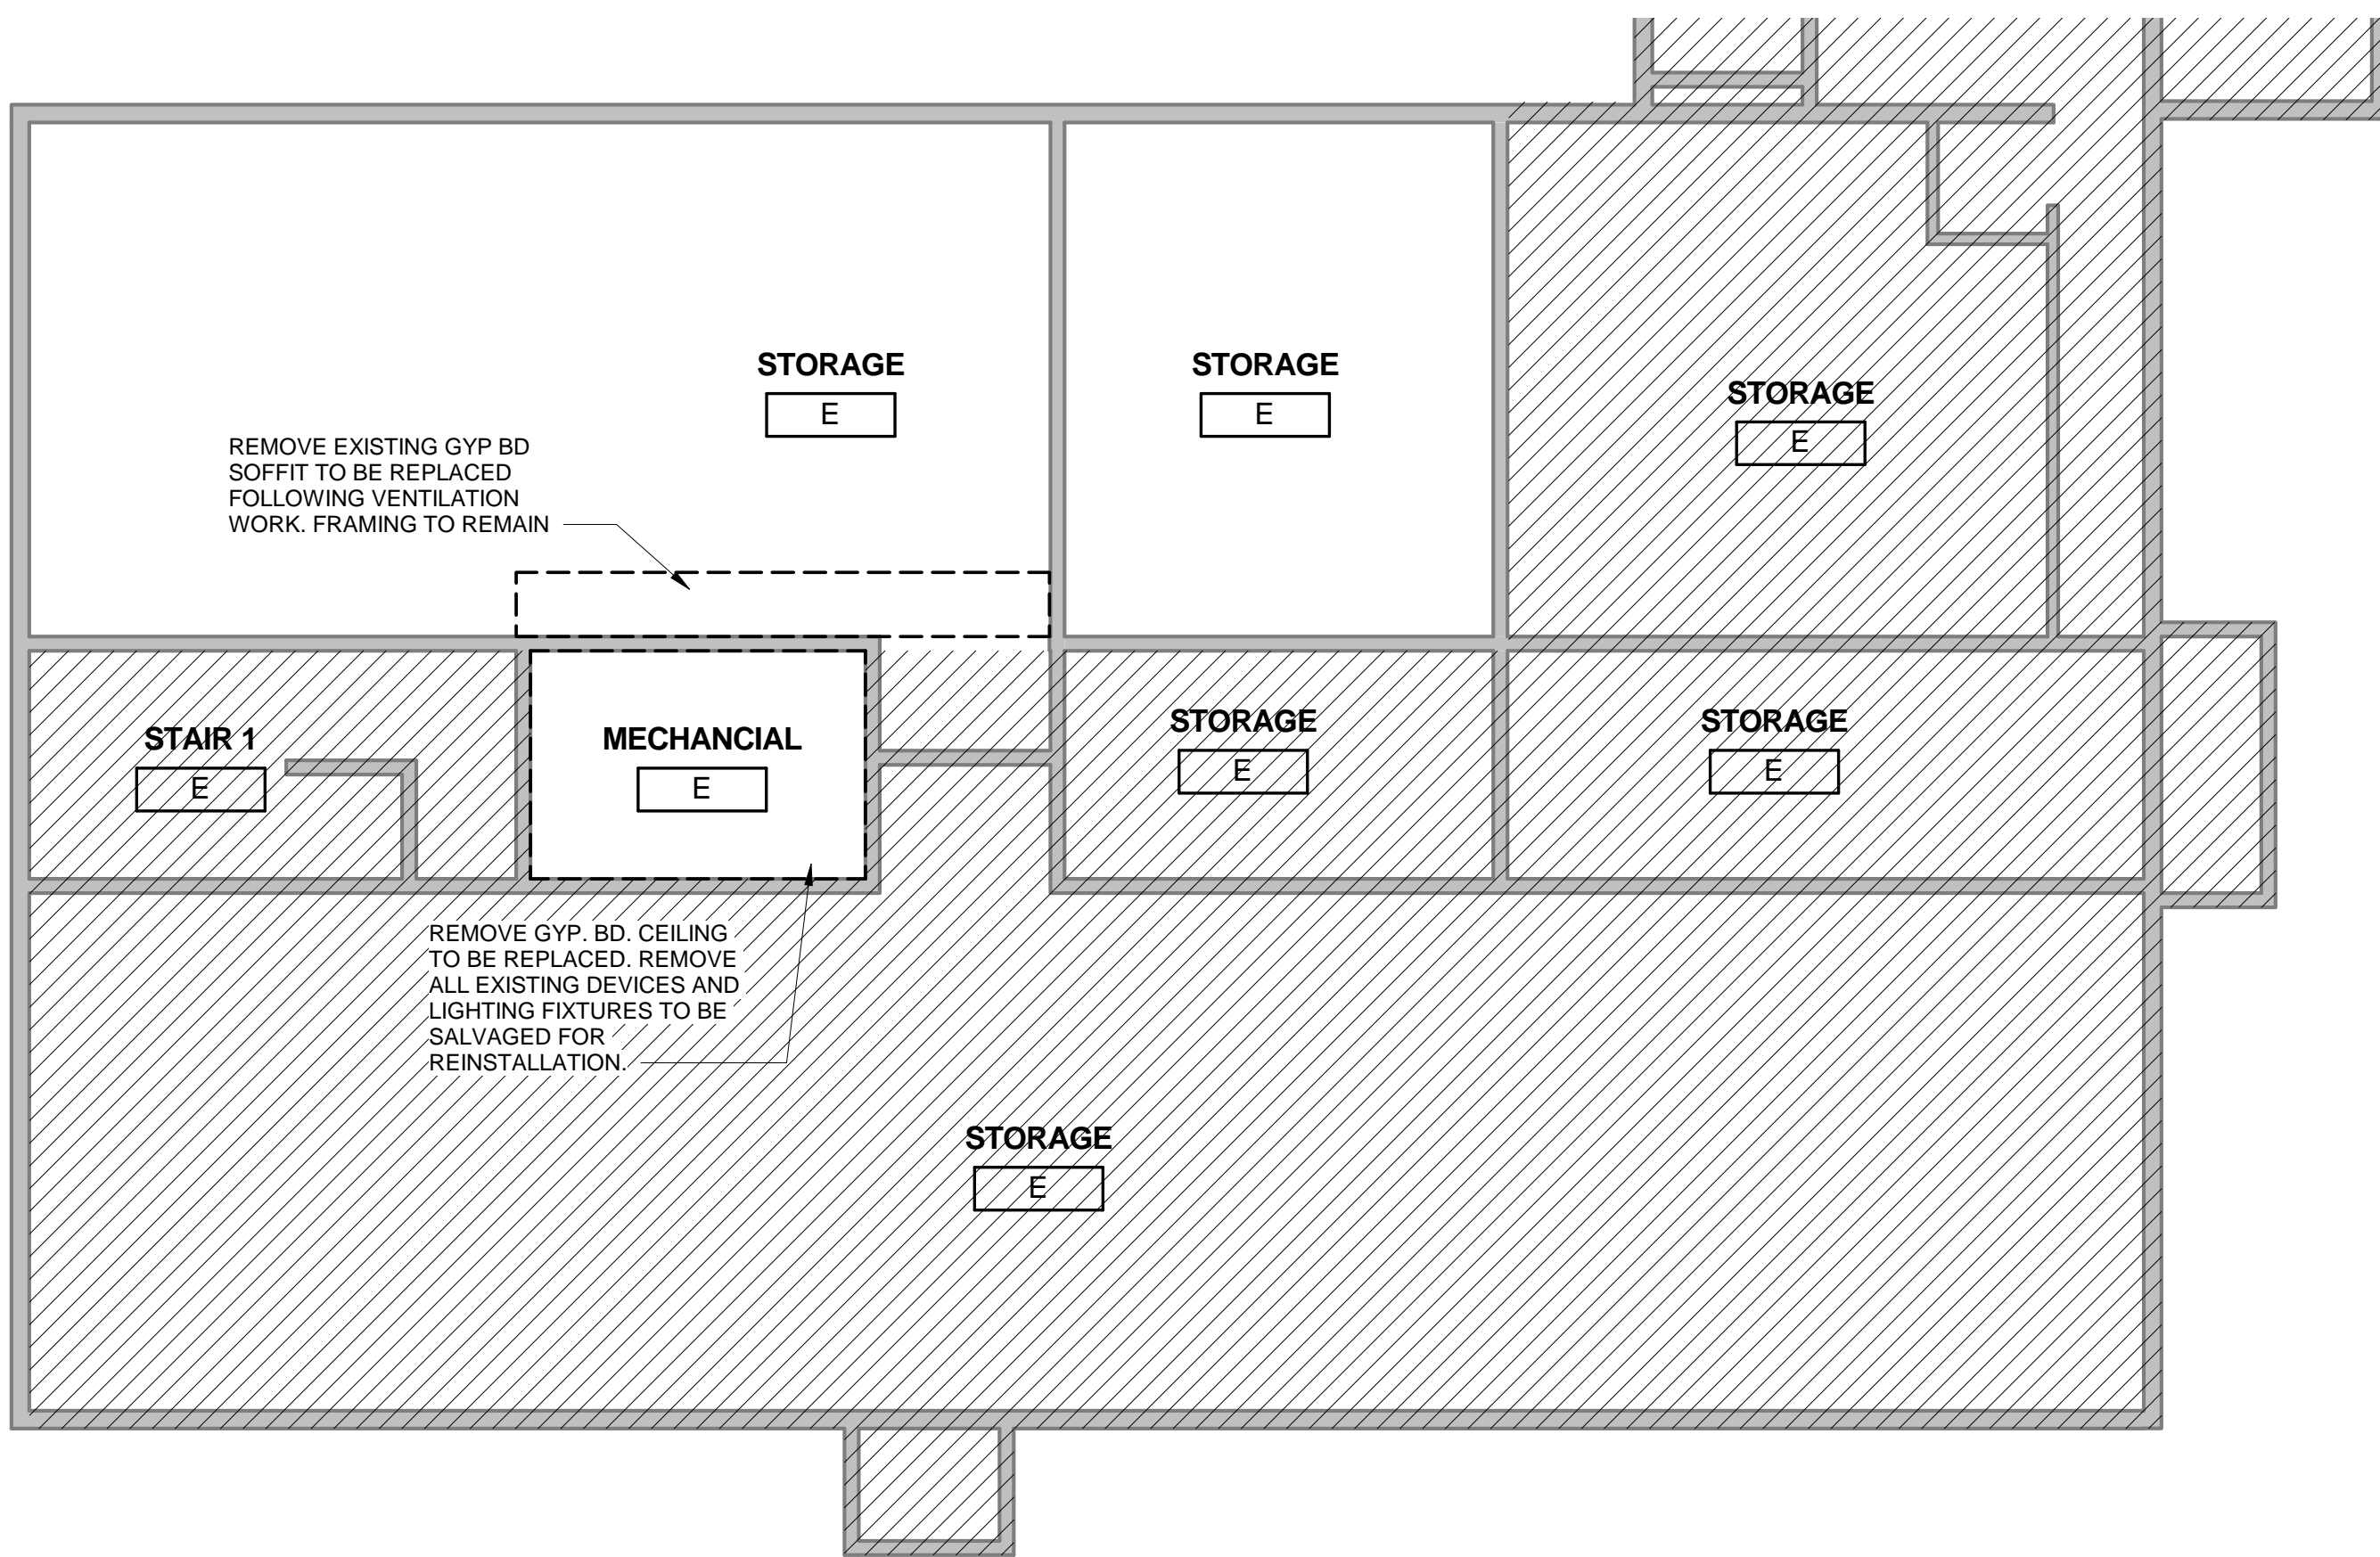 STORAGE
E
STORAGE
E
STORAGE
E
REMOVE EXISTING GYP BD
SOFFIT TO BE REPLACED
FOLLOWING VENTILATION
WORK. FRAMING TO REMAIN
STAIR 1
E
MECHANCIAL
E
STORAGE
E
STORAGE
E
REMOVE GYP. BD. CEILING
TO BE REPLACED. REMOVE
ALL EXISTING DEVICES AND
LIGHTING FIXTURES TO BE
SALVAGED FOR
REINSTALLATION.
STORAGE
E